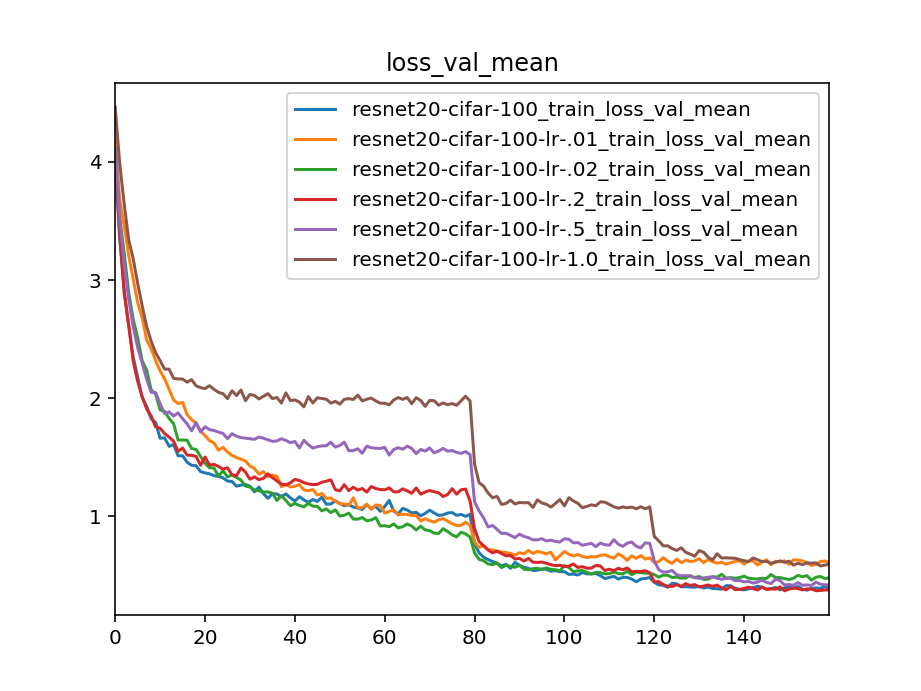 loss_val_mean
resnet20-cifar-100_train_loss_val_mean
resnet20-cifar-100-lr-.01_train_loss_val_mean
resnet20-cifar-100-lr-.02_train_loss_val_mean
resnet20-cifar-100-lr-.2_train_loss_val_mean
resnet20-cifar-100-lr-.5_train_loss_val_mean
resnet20-cifar-100-lr-1.0_train_loss_val_mean
4
3
2
1
0 20 40 60 80 100 120 140